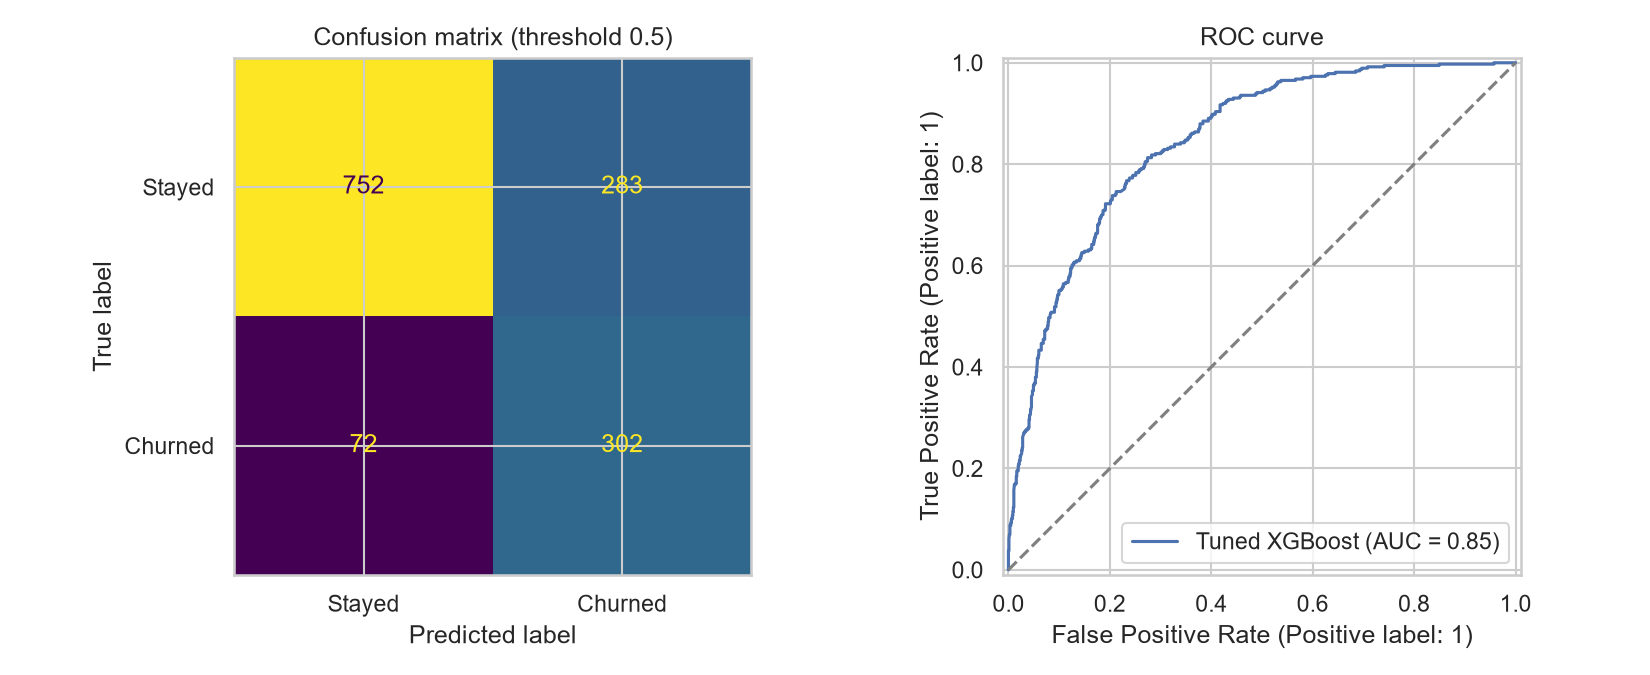 Confusion matrix (threshold 0.5)
Stayed
752
283
True label
Churned
72
302
Stayed
Churned
Predicted label
ROC curve
True Positive Rate (Positive label: 1)
1.0
0.8
0.6
0.4
0.2
0.0
Tuned XGBoost (AUC = 0.85)
0.0
0.2
0.4
0.6
0.8
1.0
False Positive Rate (Positive label: 1)